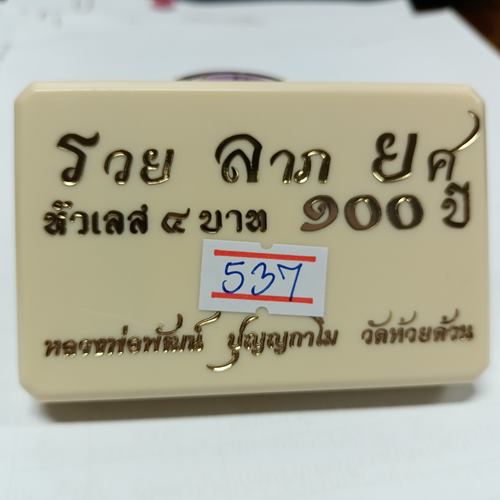 รวย ลาภ ยศ
หัวเลส ๔ บาท ๑๐๐ ปี
537
หลวงพ่อพัฒน์ ปุญญกาโม วัดห้วยด้วน